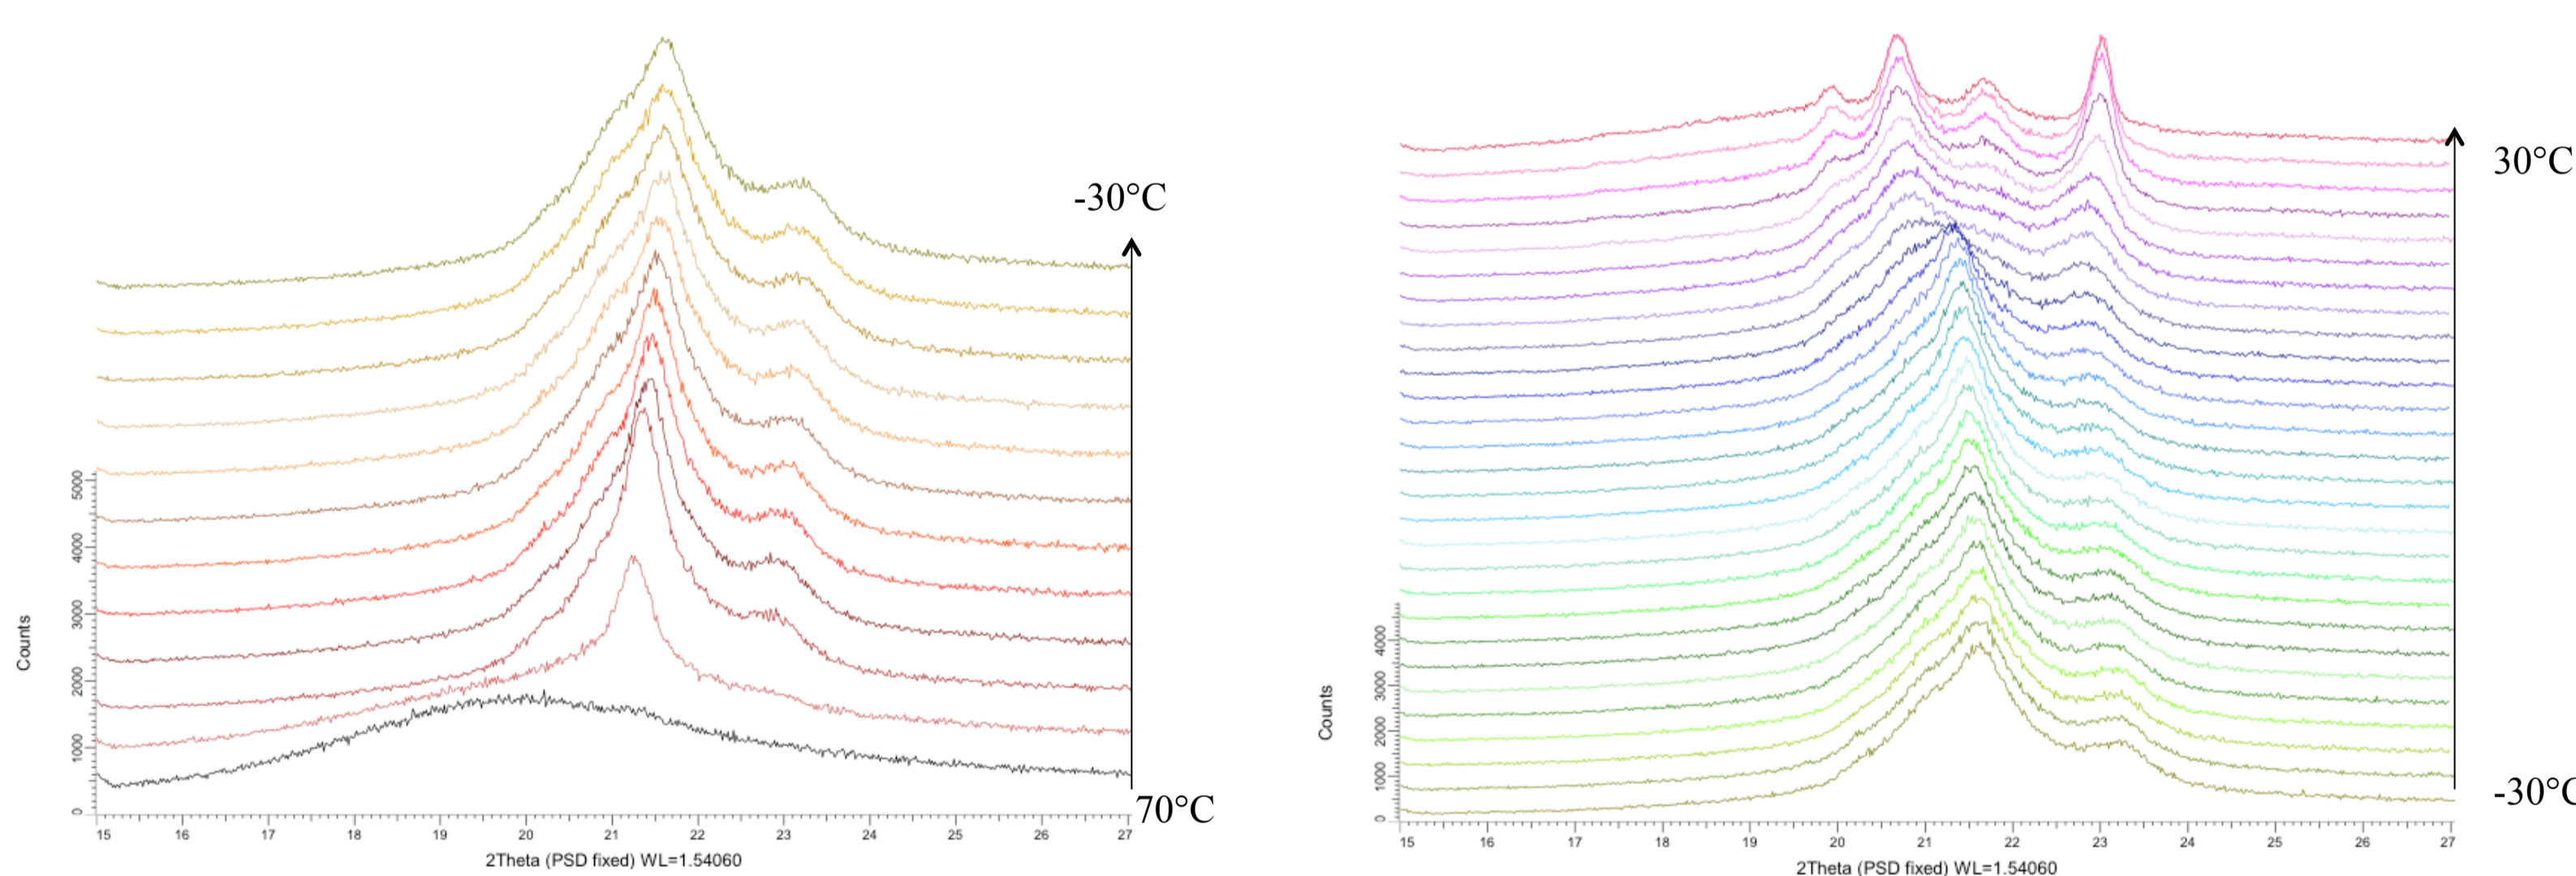 -30°C
5000
4000
3000
2000
1000
0
Counts
15 16 17 18 19 20 21 22 23 24 25 26 27
2Theta (PSD fixed) WL=1.54060
70°C
30°C
4000
3000
2000
1000
0
Counts
15 16 17 18 19 20 21 22 23 24 25 26 27
2Theta (PSD fixed) WL=1.54060
-30°C